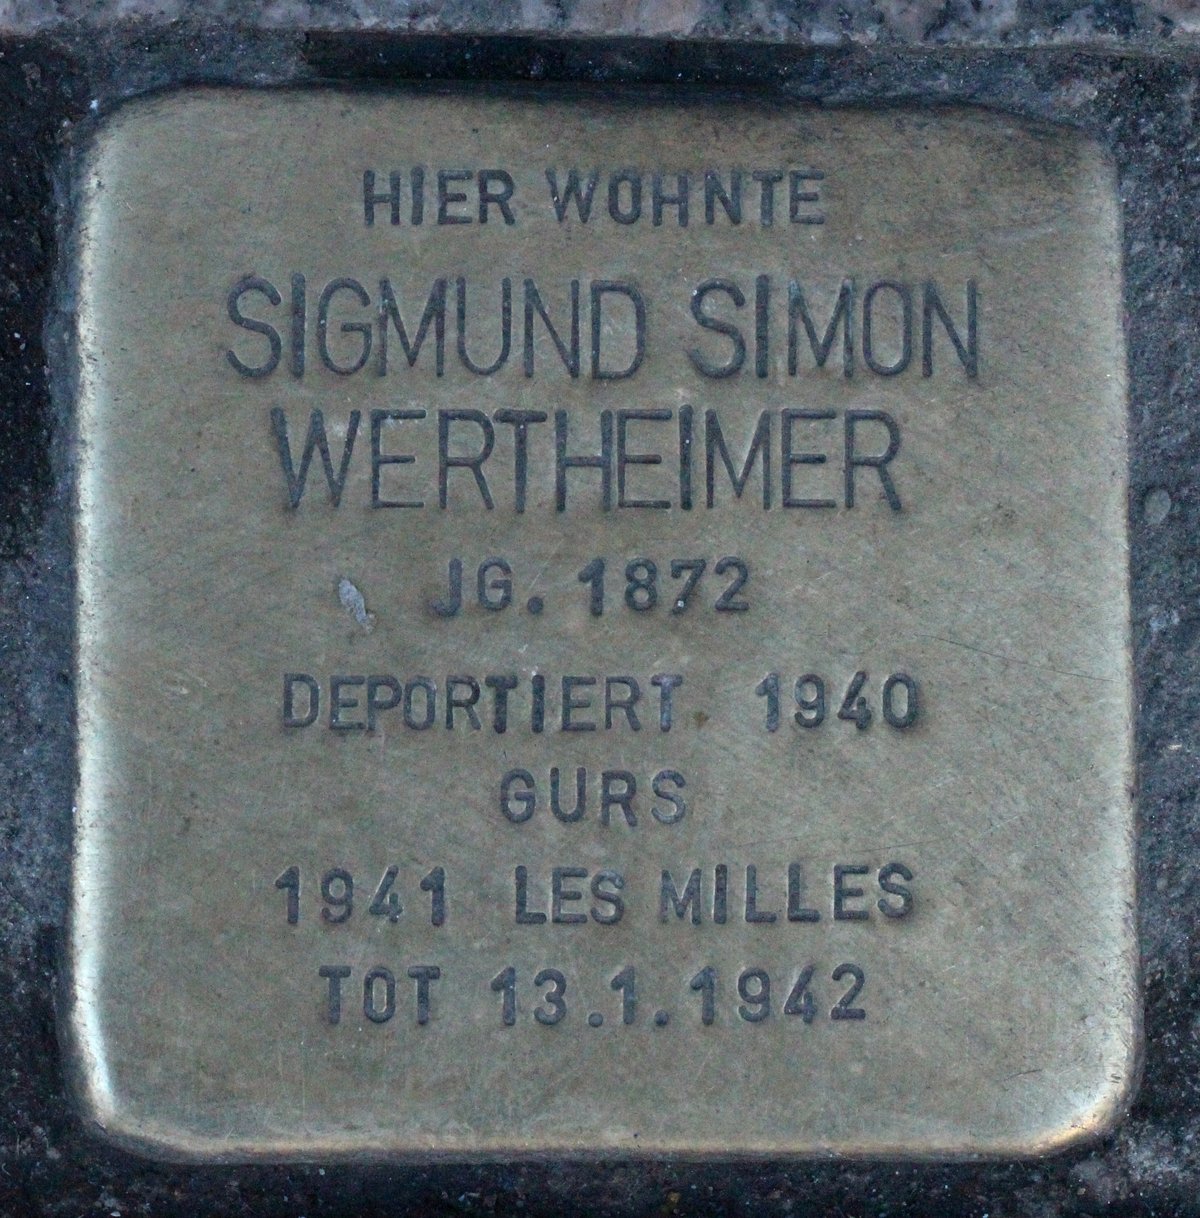 HIER WOHNTE
SIGMUND SIMON
WERTHEIMER
JG. 1872
DEPORTIERT 1940
GURS
1941 LES MILLES
TOT 13.1.1942